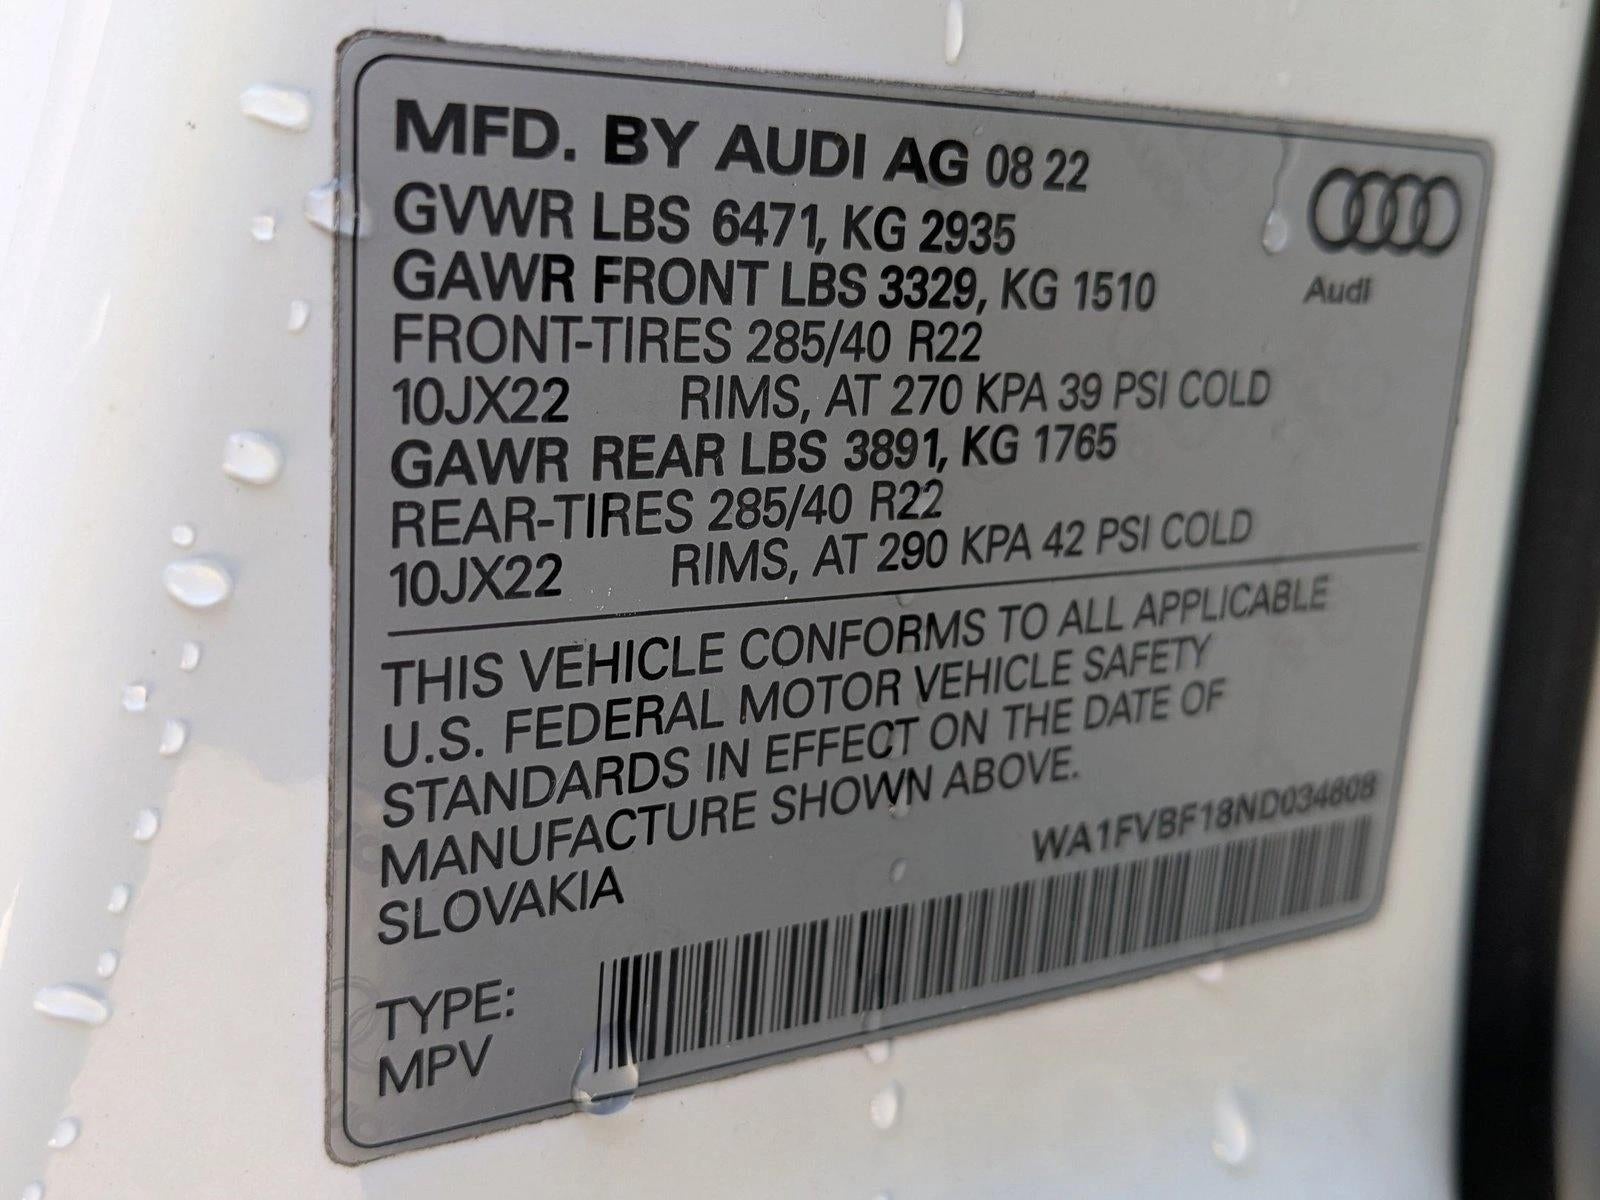 MFD. BY AUDI AG 08 22
GVWR LBS 6471, KG 2935
GAWR FRONT LBS 3329, KG 1510
FRONT-TIRES 285/40 R22
10JX22 RIMS, AT 270 KPA 39 PSI COLD
GAWR REAR LBS 3891, KG 1765
REAR-TIRES 285/40 R22
10JX22 RIMS, AT 290 KPA 42 PSI COLD
Audi
THIS VEHICLE CONFORMS TO ALL APPLICABLE
U.S. FEDERAL MOTOR VEHICLE SAFETY
STANDARDS IN EFFECT ON THE DATE OF
MANUFACTURE SHOWN ABOVE.
SLOVAKIA
WA1FVBF18ND034608
TYPE:
MPV